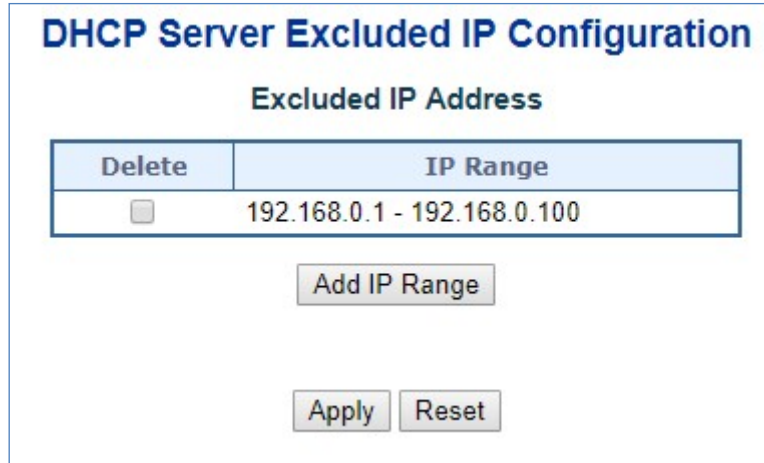 DHCP Server Excluded IP Configuration
Excluded IP Address
Delete IP Range
192.168.0.1 - 192.168.0.100
Add IP Range
Apply Reset